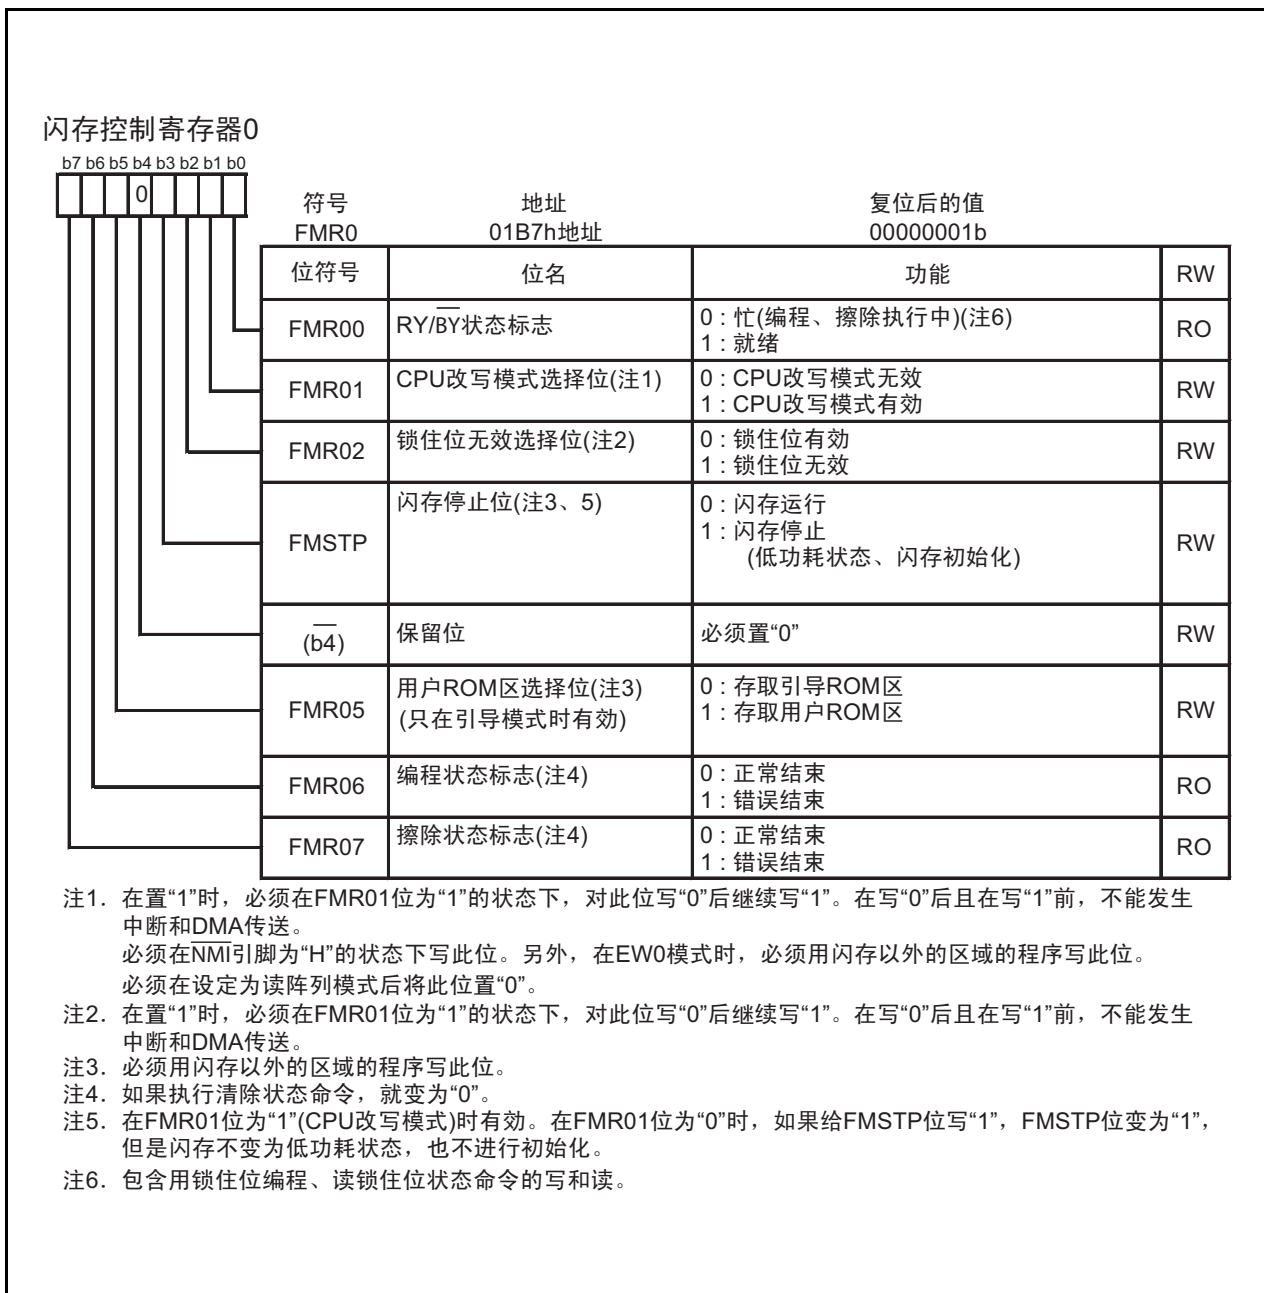 闪存控制寄存器0
b7 b6 b5 b4 b3 b2 b1 b0
0
符号 地址 复位后的值
FMR0 01B7h地址 00000001b
位符号 位名 功能 RW
FMR00 RY/BY状态标志 0 : 忙(编程、擦除执行中)(注6) RO
1 : 就绪
FMR01 CPU改写模式选择位(注1) 0 : CPU改写模式无效 RW
1 : CPU改写模式有効
FMR02 锁住位无效选择位(注2) 0 : 锁住位有効 RW
1 : 锁住位无效
FMSTP 闪存停止位(注3、5) 0 : 闪存运行 RW
1 : 闪存停止
(低功耗状态、闪存初始化)
(b4) 保留位 必须置“0” RW
FMR05 用户ROM区选择位(注3) 0 : 存取引导ROM区 RW
(只在引导模式时有効) 1 : 存取用户ROM区
FMR06 编程状态标志(注4) 0 : 正常结束 RO
1 : 错误结束
FMR07 擦除状态标志(注4) 0 : 正常结束 RO
1 : 错误结束
注1. 在置“1”时，必须在FMR01位为“1”的状态下，对此位写“0”后继续写“1”。在写“0”后且在写“1”前，不能发生
中断和DMA传送。
必须在NMI引脚为“H”的状态下写此位。另外，在EW0模式时，必须用闪存以外的区域的程序写此位。
必须在设定为读阵列模式后将此位置“0”。
注2. 在置“1”时，必须在FMR01位为“1”的状态下，对此位写“0”后继续写“1”。在写“0”后且在写“1”前，不能发生
中断和DMA传送。
注3. 必须用闪存以外的区域的程序写此位。
注4. 如果执行清除状态命令，就变为“0”。
注5. 在FMR01位为“1”(CPU改写模式)时有効。在FMR01位为“0”时，如果给FMSTP位写“1”，FMSTP位变为“1”，
但是闪存不变为低功耗状态，也不进行初始化。
注6. 包含用锁住位编程、读锁住位状态命令的写和读。